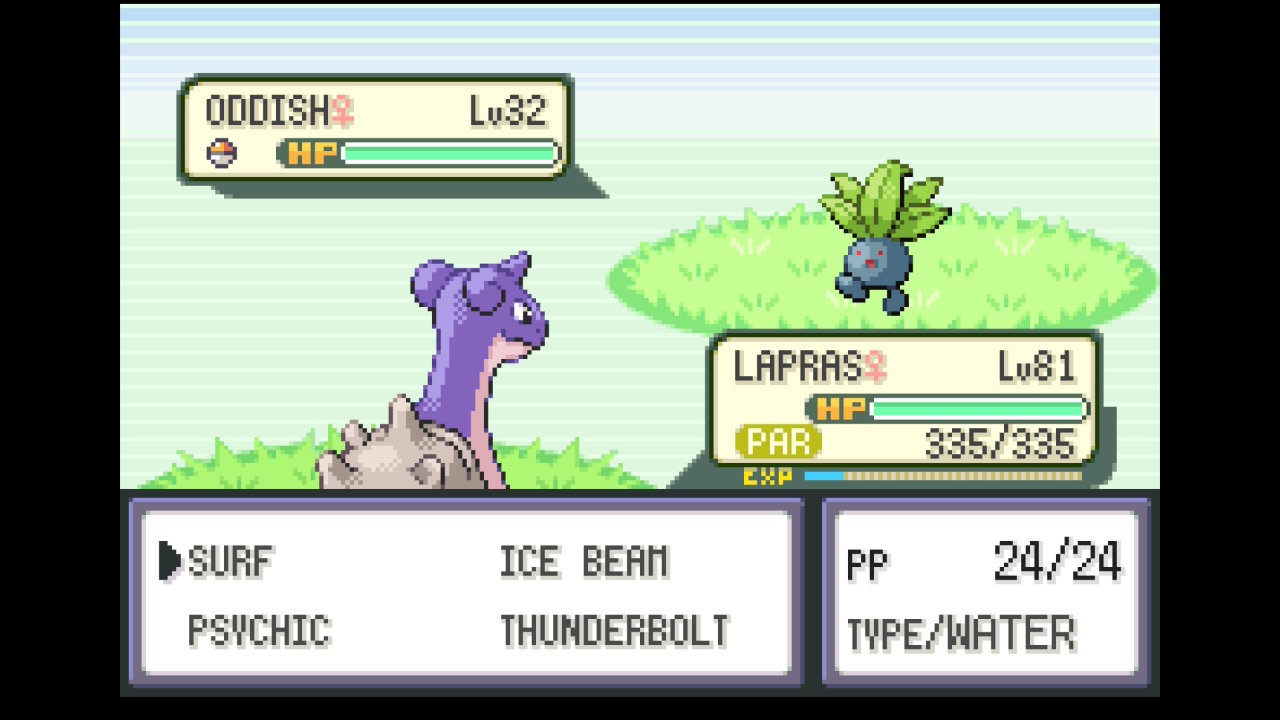 ODDISH♀ Lv32
HP
LAPRAS♀ Lv81
HP
PAR 335/335
EXP
SURF ICE BEAM
PSYCHIC THUNDERBOLT
PP 24/24
TYPE/WATER